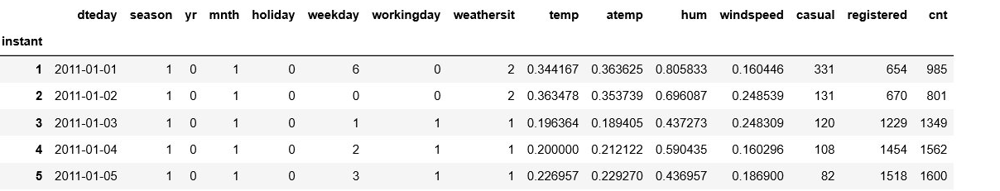 dteday season yr mnth holiday weekday workingday weathersit temp atemp hum windspeed casual registered cnt
instant
1 2011-01-01 1 0 1 0 6 0 2 0.344167 0.363625 0.805833 0.160446 331 654 985
2 2011-01-02 1 0 1 0 0 0 2 0.363478 0.353739 0.696087 0.248539 131 670 801
3 2011-01-03 1 0 1 0 1 1 1 0.196364 0.189405 0.437273 0.248309 120 1229 1349
4 2011-01-04 1 0 1 0 2 1 1 0.200000 0.212122 0.590435 0.160296 108 1454 1562
5 2011-01-05 1 0 1 0 3 1 1 0.226957 0.229270 0.436957 0.186900 82 1518 1600